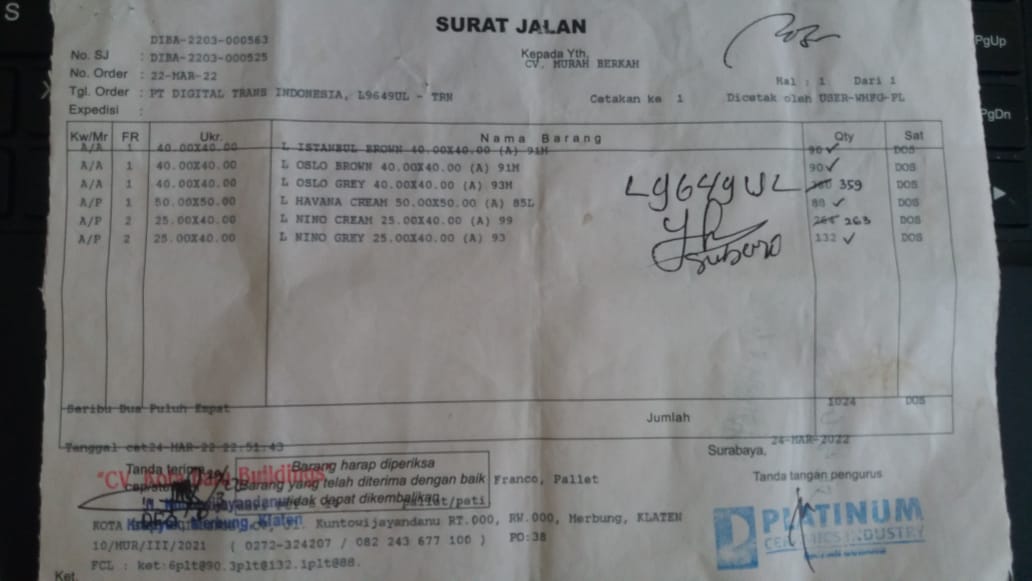 SURAT JALAN
DIBA-2203-000563
No. SJ : DIBA-2203-000525
No. Order : 22-MAR-22
Tgl. Order : PT DIGITAL TRANS INDONESIA, L9649UL - TRN
Expedisi :
Kepada Yth.
CV. MURAH BERKAH
Hal : 1 Dari 1
Cetakan ke 1 Dicetak oleh USER-WHFG-PL
Kw/Mr FR Ukr. Nama Barang Qty Sat
A/A 1 40.00X40.00 L ISTANBUL BROWN 40.00X40.00 (A) 91H 90 ✓ DOS
A/A 1 40.00X40.00 L OSLO BROWN 40.00X40.00 (A) 91M 90 ✓ DOS
A/A 1 40.00X40.00 L OSLO GREY 40.00X40.00 (A) 93M 359 DOS
A/P 1 50.00X50.00 L HAVANA CREAM 50.00X50.00 (A) 85L 88 ✓ DOS
A/P 2 25.00X40.00 L NINO CREAM 25.00X40.00 (A) 99 263 DOS
A/P 2 25.00X40.00 L NINO GREY 25.00X40.00 (A) 93 132 ✓ DOS
L9649UL
Seribu Dua Puluh Empat
Jumlah 1024 DOS
Tanggal cet24-MAR-22 22:51:43
Surabaya, 24-MAR-2022
Tanda terima
Barang harap diperiksa
Barang yang telah diterima dengan baik
tidak dapat dikembalikan
Franco, Pallet
Tanda tangan pengurus
"CV. Kota Baru Building"
pallet/peti
Merbung, Klaten
KOTA Kuntowijayandanu RT.000, RW.000, Merbung, KLATEN
10/MUR/III/2021 ( 0272-324207 / 082 243 677 100 ) PO:38
FCL : ket:6plt@90.3plt@132.1plt@88.
Ket.
PLATINUM
CERAMICS INDUSTRY
S
PgUp
PgDn